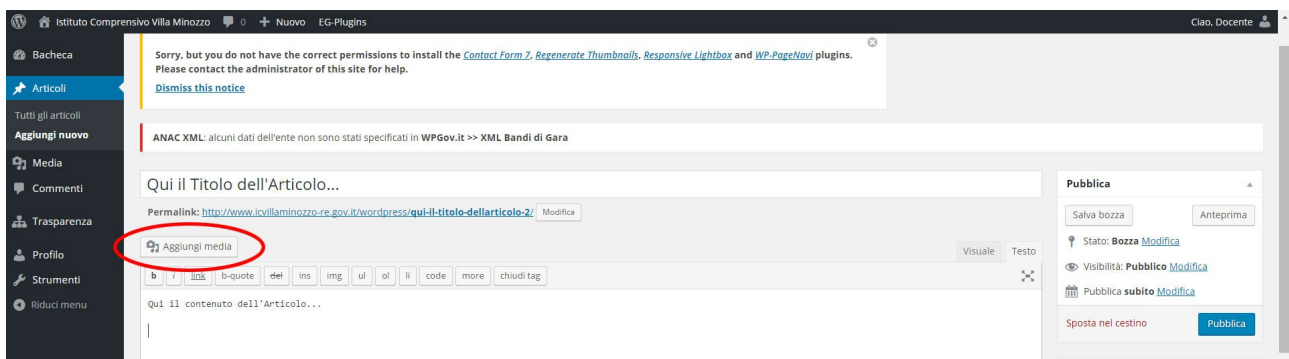 Istituto Comprensivo Villa Minozzo 0 + Nuovo EG-Plugins Ciao, Docente
Bacheca
Articoli
Tutti gli articoli
Aggiungi nuovo
Media
Commenti
Trasparenza
Profilo
Strumenti
Riduci menu
Sorry, but you do not have the correct permissions to install the Contact Form 7, Regenerate Thumbnails, Responsive Lightbox and WP-PageNavi plugins.
Please contact the administrator of this site for help.
Dismiss this notice
ANAC XML: alcuni dati dell'ente non sono stati specificati in WPGov.it >> XML Bandi di Gara
Qui il Titolo dell'Articolo...
Permalink: http://www.icvillaminozzo-re.gov.it/wordpress/qui-il-titolo-dellarticolo-2/ Modifica
Aggiungi media
Visuale Testo
b i link b-quote del ins img ul ol li code more chiudi tag
Qui il contenuto dell'Articolo...
Pubblica
Salva bozza Anteprima
Stato: Bozza Modifica
Visibilità: Pubblico Modifica
Pubblica subito Modifica
Sposta nel cestino Pubblica